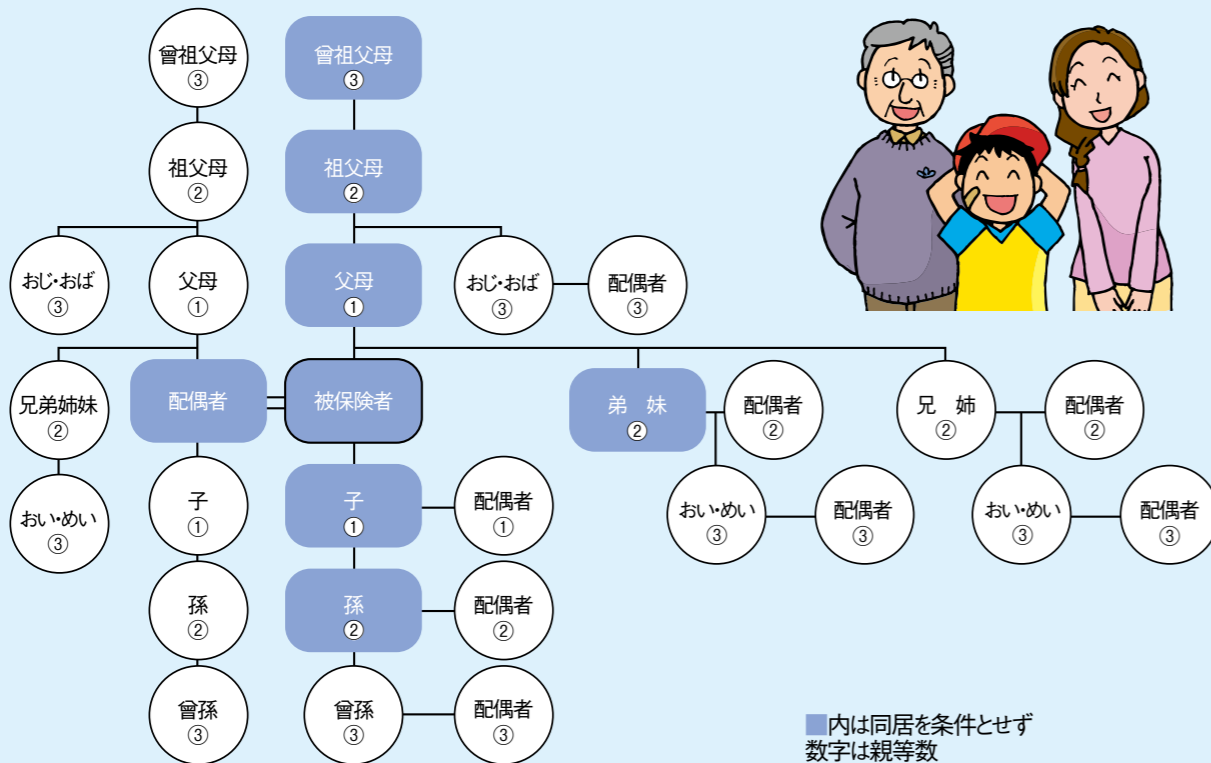 曾祖父母
③
曾祖父母
③
祖父母
②
祖父母
②
おじ・おば
③
父母
①
父母
①
おじ・おば
③
配偶者
③
兄弟姉妹
②
配偶者
被保険者
弟 妹
②
配偶者
②
兄 姉
②
配偶者
②
おい・めい
③
子
①
子
①
配偶者
①
おい・めい
③
配偶者
③
おい・めい
③
配偶者
③
孫
②
孫
②
配偶者
②
曾孫
③
曾孫
③
配偶者
③
■内は同居を条件とせず
数字は親等数